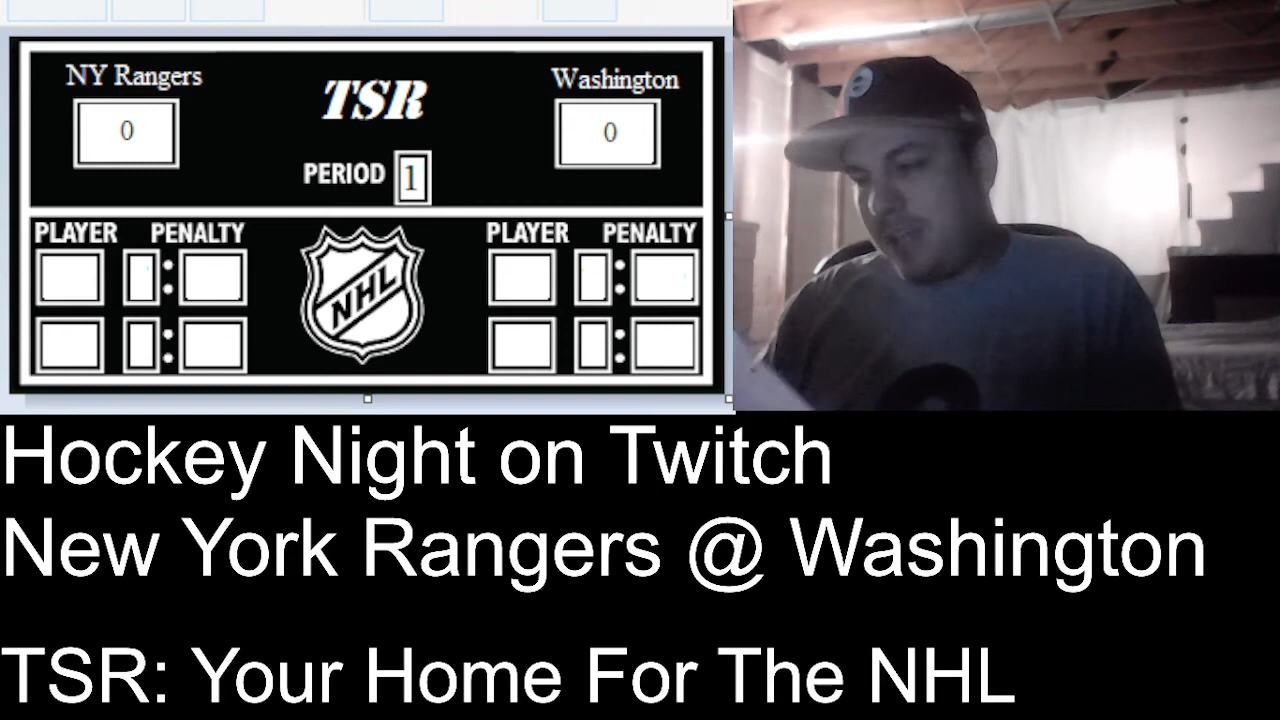 NY Rangers
TSR
Washington
0
0
PERIOD 1
PLAYER PENALTY
PLAYER PENALTY
NHL
Hockey Night on Twitch
New York Rangers @ Washington
TSR: Your Home For The NHL